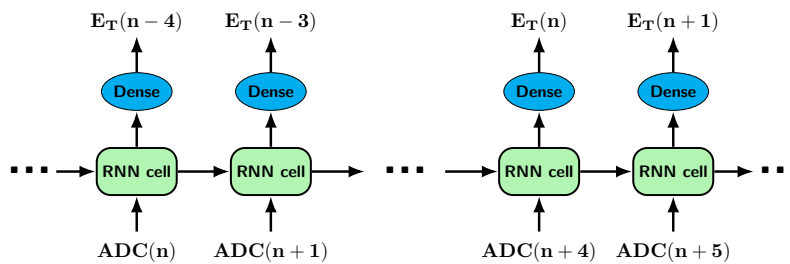 E_T(n − 4) E_T(n − 3) E_T(n) E_T(n + 1)
Dense Dense Dense Dense
RNN cell RNN cell RNN cell RNN cell
ADC(n) ADC(n + 1) ADC(n + 4) ADC(n + 5)